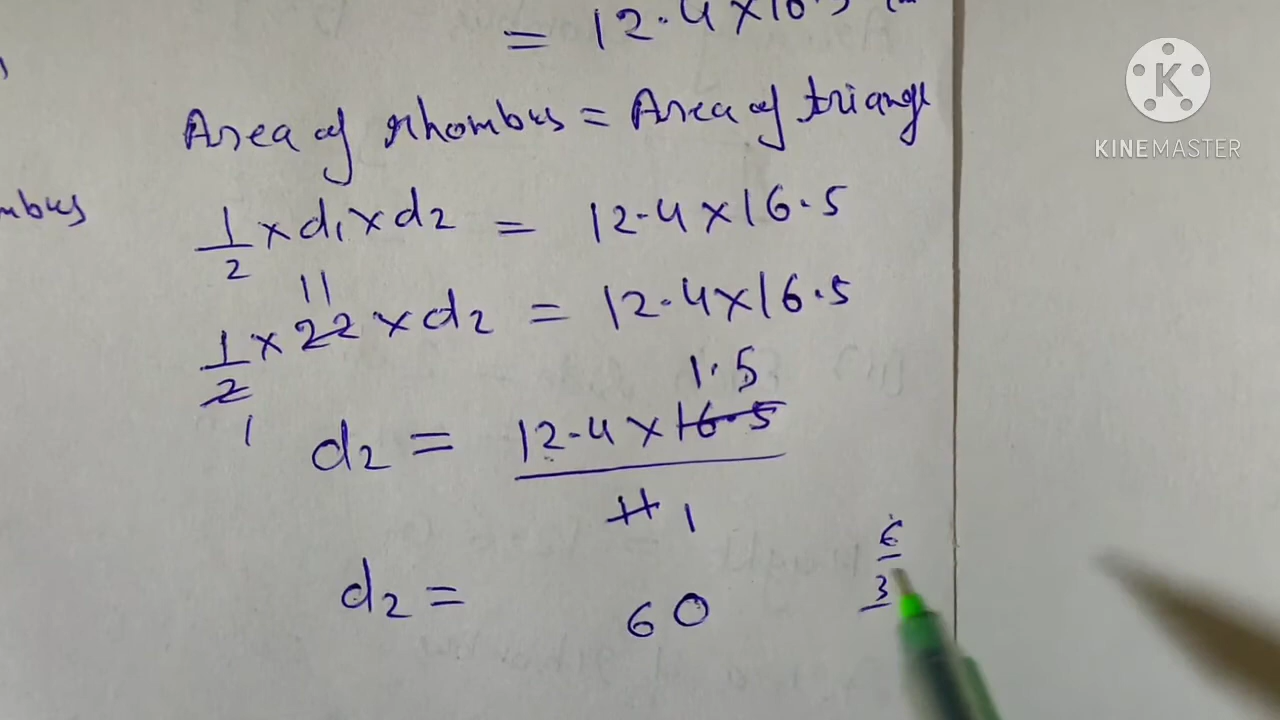 = 12.4 × 16.5
Area of rhombus = Area of triangle
1/2 × d1 × d2 = 12.4 × 16.5
11
1/2 × 22 × d2 = 12.4 × 16.5
1
1.5
d2 = 12.4 × 16.5 / 11 1
d2 = 60
6
3
K
KINEMASTER